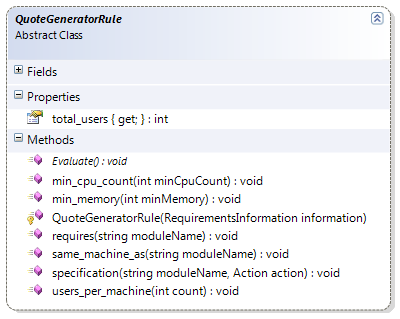 QuoteGeneratorRule
Abstract Class
Fields
Properties
total_users { get; } : int
Methods
Evaluate() : void
min_cpu_count(int minCpuCount) : void
min_memory(int minMemory) : void
QuoteGeneratorRule(RequirementsInformation information)
requires(string moduleName) : void
same_machine_as(string moduleName) : void
specification(string moduleName, Action action) : void
users_per_machine(int count) : void